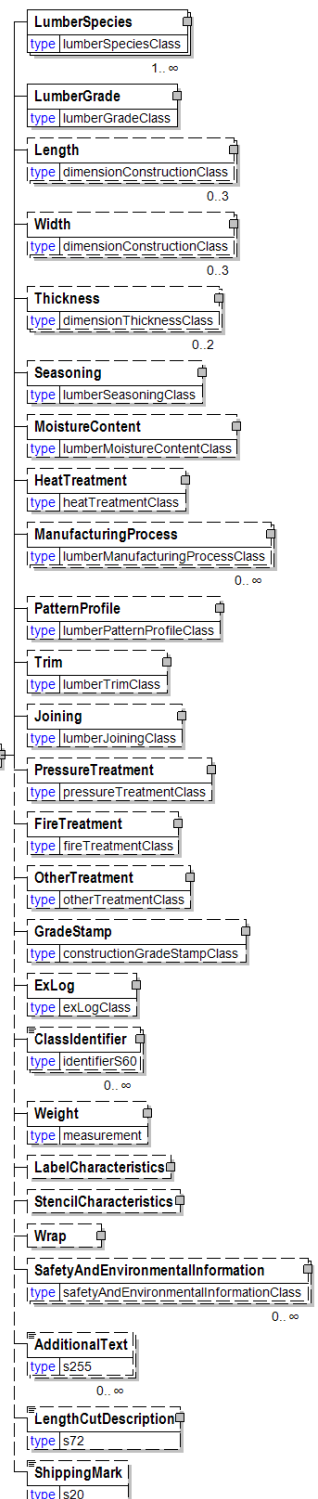 LumberSpecies
type lumberSpeciesClass
1.. ∞
LumberGrade
type lumberGradeClass
Length
type dimensionConstructionClass
0..3
Width
type dimensionConstructionClass
0..3
Thickness
type dimensionThicknessClass
0..2
Seasoning
type lumberSeasoningClass
MoistureContent
type lumberMoistureContentClass
HeatTreatment
type heatTreatmentClass
ManufacturingProcess
type lumberManufacturingProcessClass
0.. ∞
PatternProfile
type lumberPatternProfileClass
Trim
type lumberTrimClass
Joining
type lumberJoiningClass
PressureTreatment
type pressureTreatmentClass
FireTreatment
type fireTreatmentClass
OtherTreatment
type otherTreatmentClass
GradeStamp
type constructionGradeStampClass
ExLog
type exLogClass
ClassIdentifier
type identifierS60
0.. ∞
Weight
type measurement
LabelCharacteristics
StencilCharacteristics
Wrap
SafetyAndEnvironmentalInformation
type safetyAndEnvironmentalInformationClass
0.. ∞
AdditionalText
type s255
0.. ∞
LengthCutDescription
type s72
ShippingMark
type s20